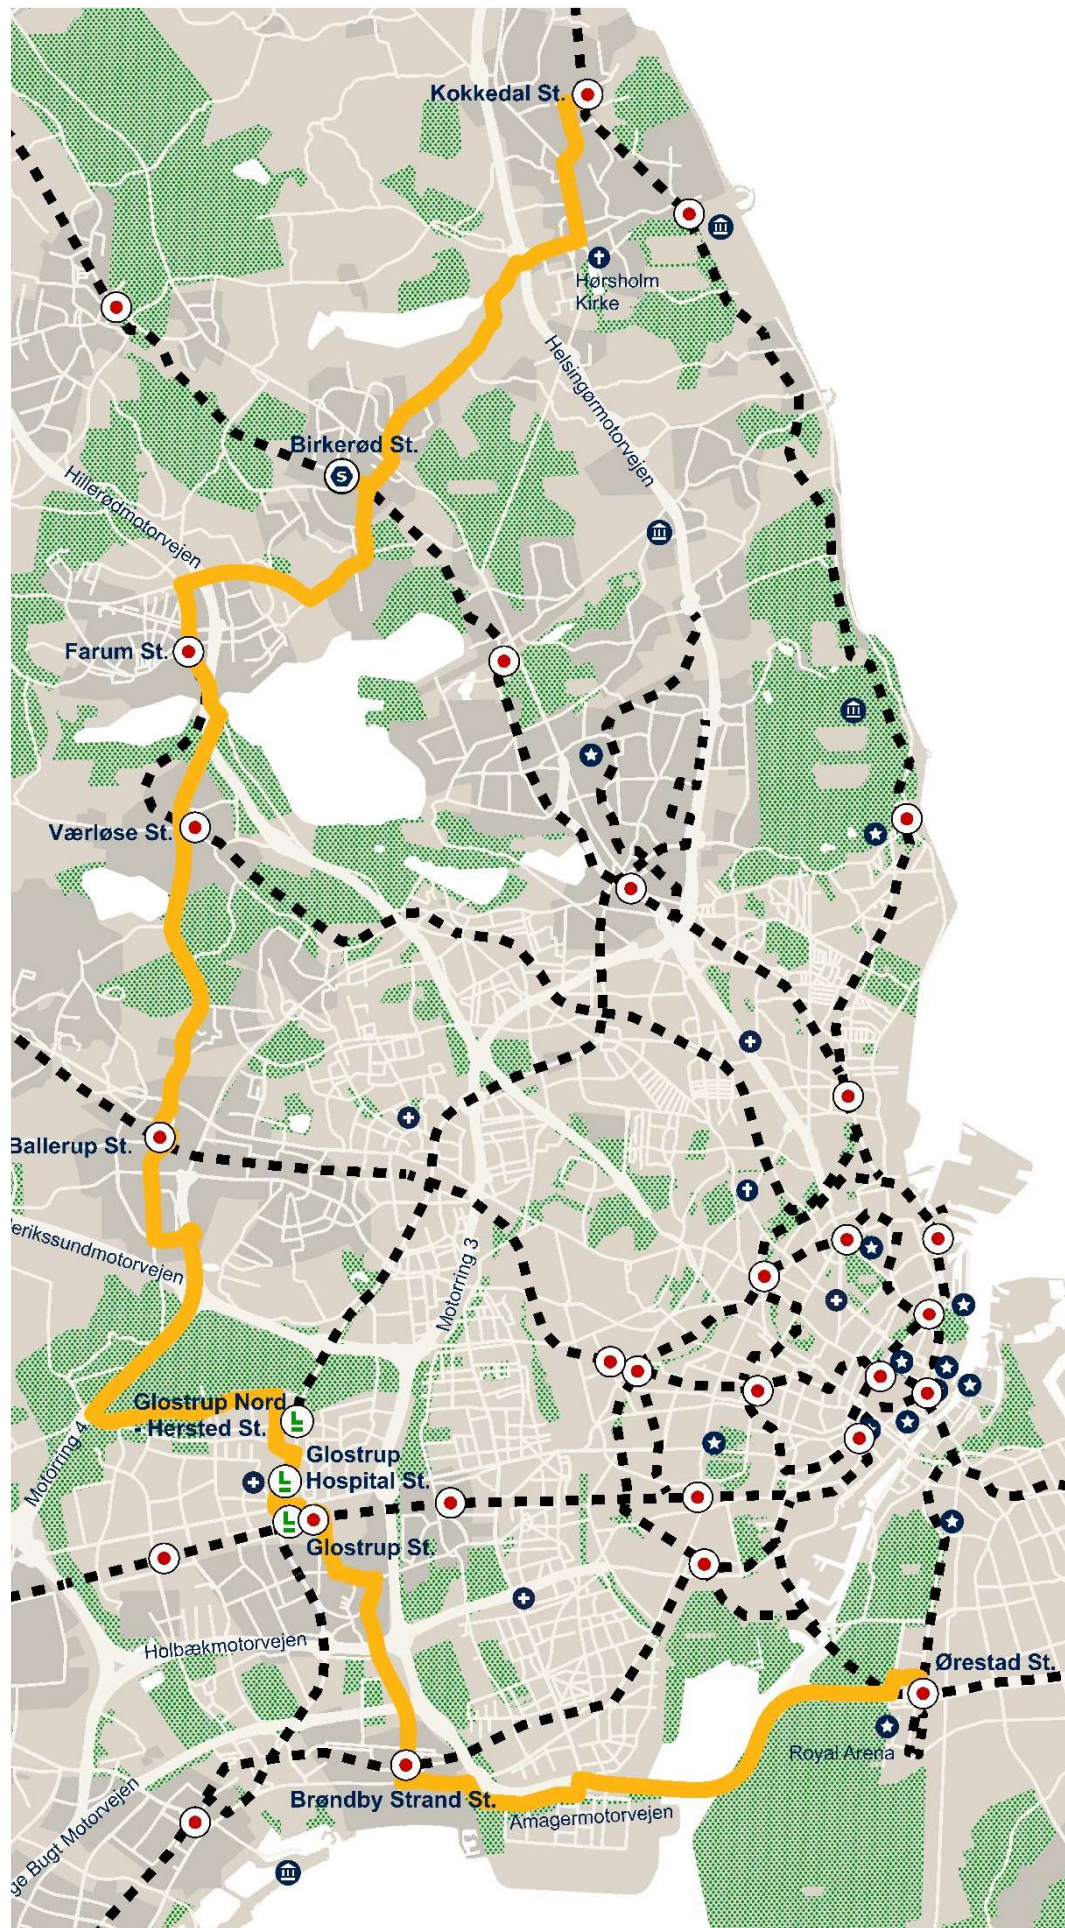 Kokkedal St.
Hørsholm
Kirke
Helsingørmotorvejen
Birkerød St.
S
Hillerødmotorvejen
Farum St.
Værløse St.
Ballerup St.
erikssundmotorvejen
Motorring 3
Glostrup Nord
- Hersted St.
Motorring 4
Glostrup
Hospital St.
Glostrup St.
Holbækmotorvejen
Ørestad St.
Royal Arena
Brøndby Strand St.
Amagermotorvejen
ge Bugt Motorvejen